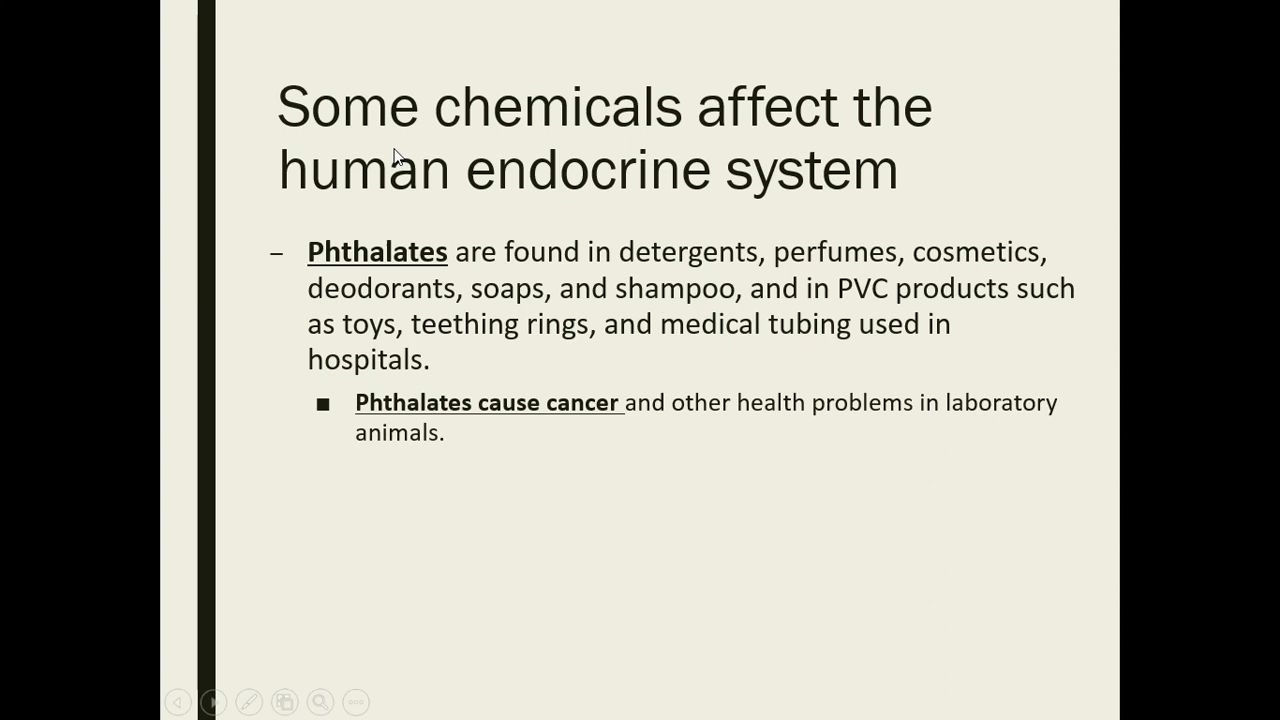 Some chemicals affect the
human endocrine system
– Phthalates are found in detergents, perfumes, cosmetics,
deodorants, soaps, and shampoo, and in PVC products such
as toys, teething rings, and medical tubing used in
hospitals.
■ Phthalates cause cancer and other health problems in laboratory
animals.